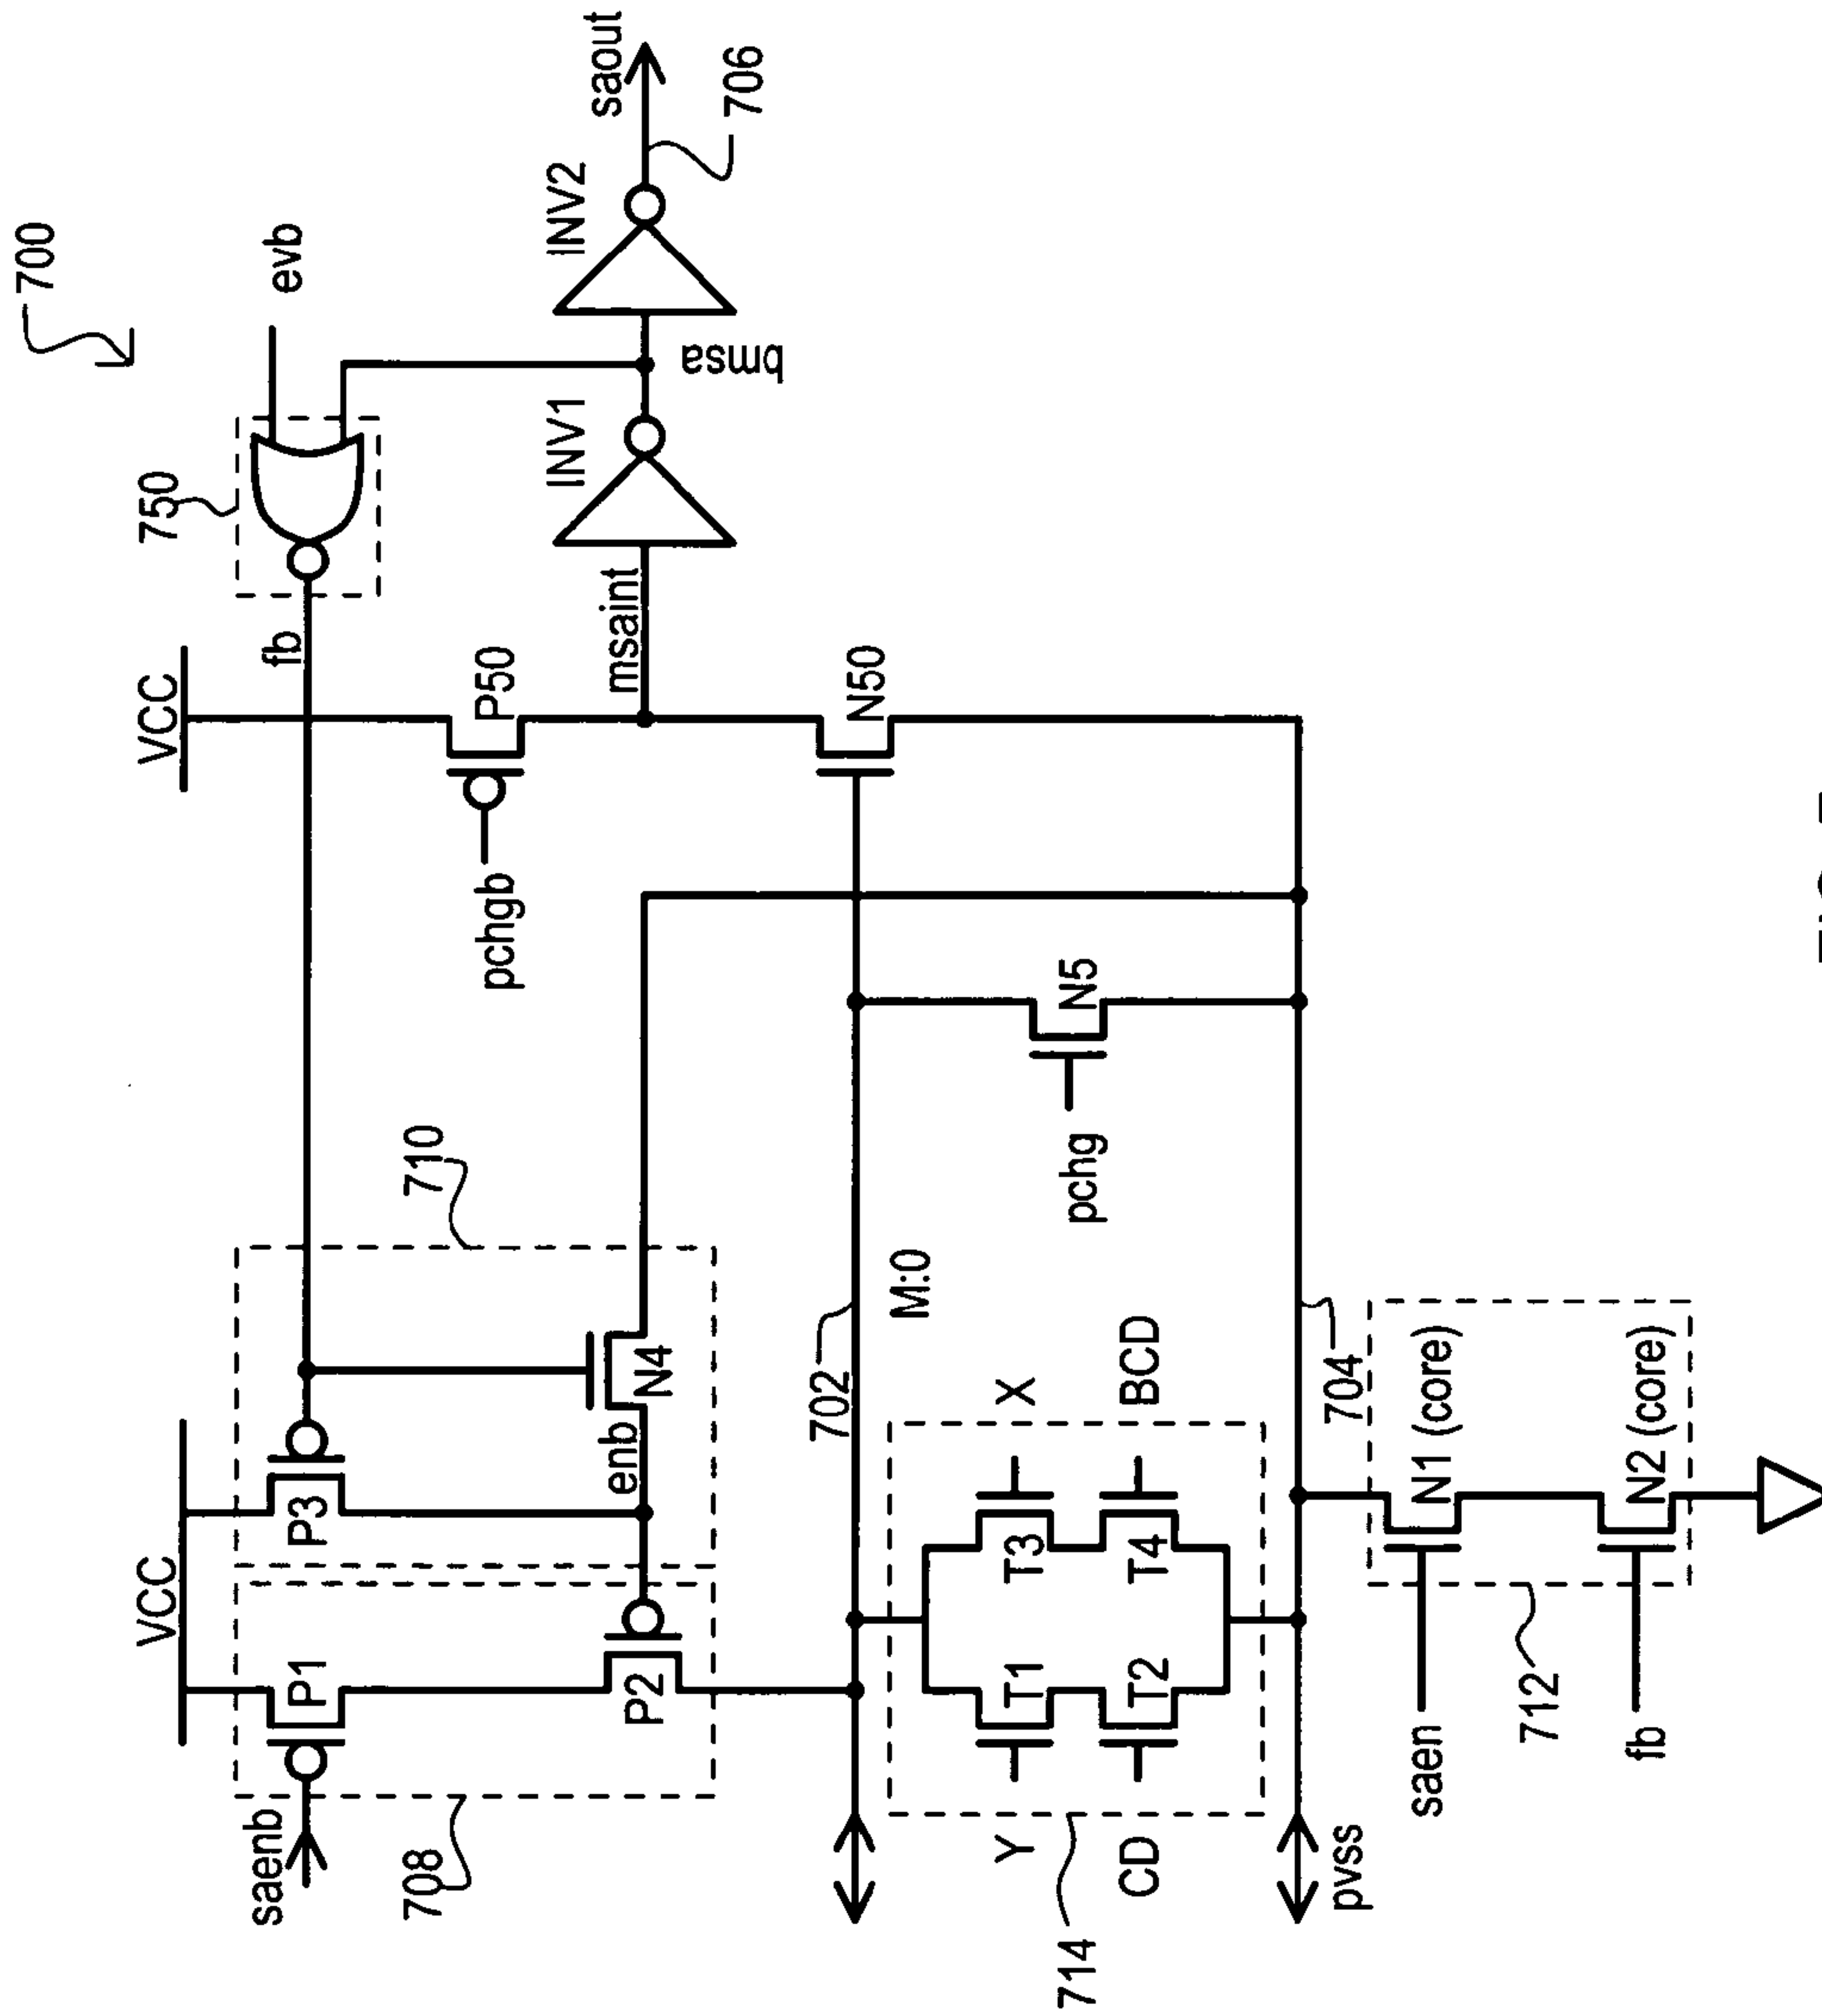 700
VCC
VCC
750
saenb
fb
evb
P1
P3
708
710
pchgb
P50
INV1
INV2
enb
msaint
saout
P2
N4
bmsa
706
702
N50
M:0
Y
T1
T3
X
714
pchg
N5
CD
T2
T4
BCD
pvss
704
saen
N1 (core)
712
fb
N2 (core)